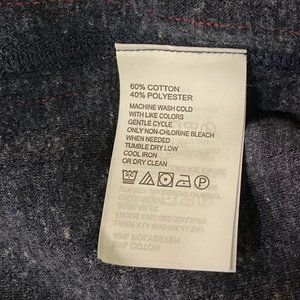 60% COTTON
40% POLYESTER
MACHINE WASH COLD
WITH LIKE COLORS
GENTLE CYCLE
ONLY NON-CHLORINE BLEACH
WHEN NEEDED
TUMBLE DRY LOW
COOL IRON
OR DRY CLEAN